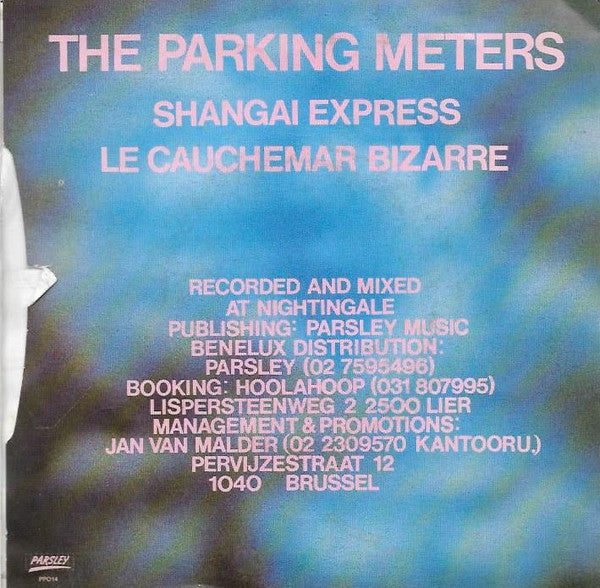 THE PARKING METERS
SHANGAI EXPRESS
LE CAUCHEMAR BIZARRE
RECORDED AND MIXED
AT NIGHTINGALE
PUBLISHING: PARSLEY MUSIC
BENELUX DISTRIBUTION:
PARSLEY (02 7595496)
BOOKING: HOOLAHOOP (031 807995)
LISPERSTEENWEG 2 2500 LIER
MANAGEMENT & PROMOTIONS:
JAN VAN MALDER (02 2309570 KANTOORU.)
PERVIJZESTRAAT 12
1040 BRUSSEL
PARSLEY
PPO14